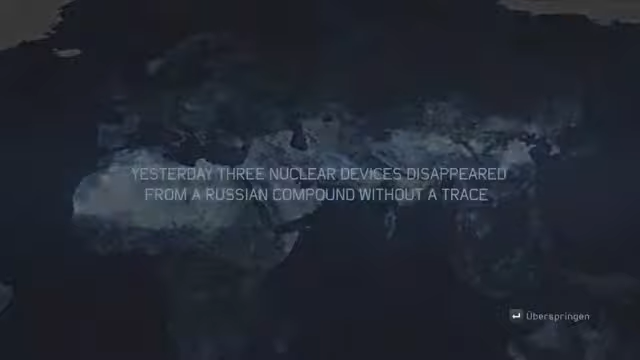 YESTERDAY THREE NUCLEAR DEVICES DISAPPEARED
FROM A RUSSIAN COMPOUND WITHOUT A TRACE
Überspringen